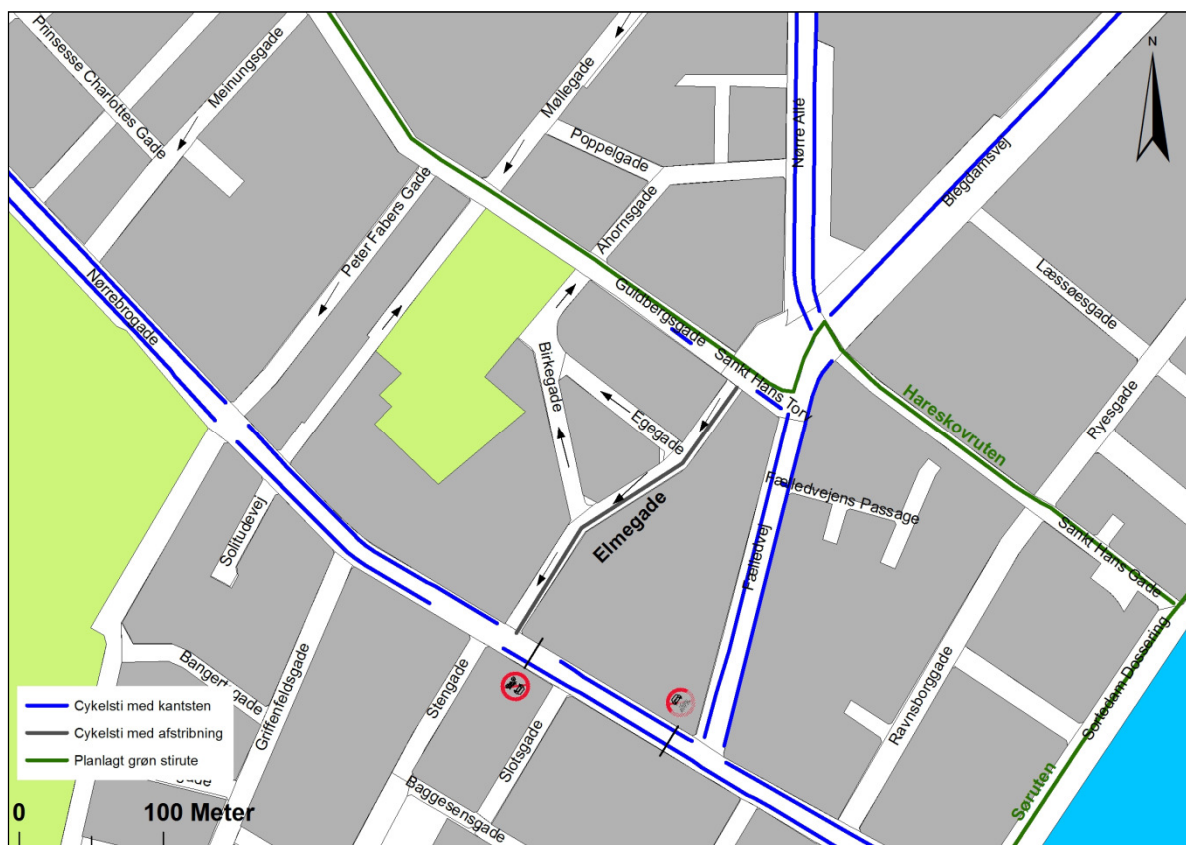 Prinsesse Charlottes Gade
Meinungsgade
Møllegade
Poppelgade
Nørre Allé
Blegdamsvej
N
Peter Fabers Gade
Ahornsgade
Læssøesgade
Nørrebrogade
Guldbergsgade
Sankt Hans Torv
Birkegade
Egegade
Hareskovruten
Ryesgade
Elmegade
Fælledvejens Passage
Solitudevej
Fælledvej
Sankt Hans Gade
Sortedam Dossering
Bangertsgade
Griffenfeldsgade
Stengade
Slotsgade
Ravnsborggade
Baggesensgade
Søruten
Cykelsti med kantsten
Cykelsti med afstribning
Planlagt grøn stirute
0 100 Meter